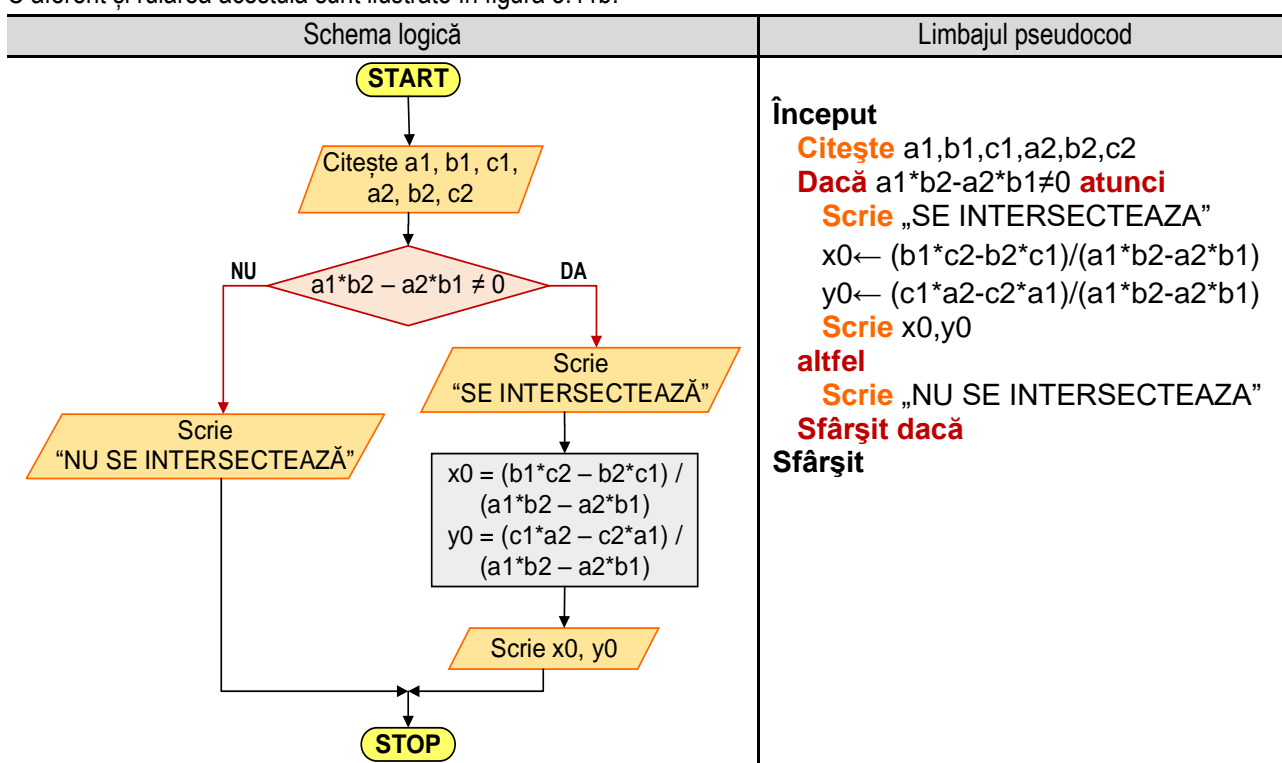 C aferent și rularea acestuia sunt ilustrate în figura
Schema logică
Limbajul pseudocod
START
Citește a1, b1, c1,
a2, b2, c2
NU
a1*b2 – a2*b1 ≠ 0
DA
Scrie
“SE INTERSECTEAZĂ”
Scrie
“NU SE INTERSECTEAZĂ”
x0 = (b1*c2 – b2*c1) /
(a1*b2 – a2*b1)
y0 = (c1*a2 – c2*a1) /
(a1*b2 – a2*b1)
Scrie x0, y0
STOP
Început
Citeşte a1,b1,c1,a2,b2,c2
Dacă a1*b2-a2*b1≠0 atunci
Scrie „SE INTERSECTEAZA”
x0← (b1*c2-b2*c1)/(a1*b2-a2*b1)
y0← (c1*a2-c2*a1)/(a1*b2-a2*b1)
Scrie x0,y0
altfel
Scrie „NU SE INTERSECTEAZA”
Sfârşit dacă
Sfârşit